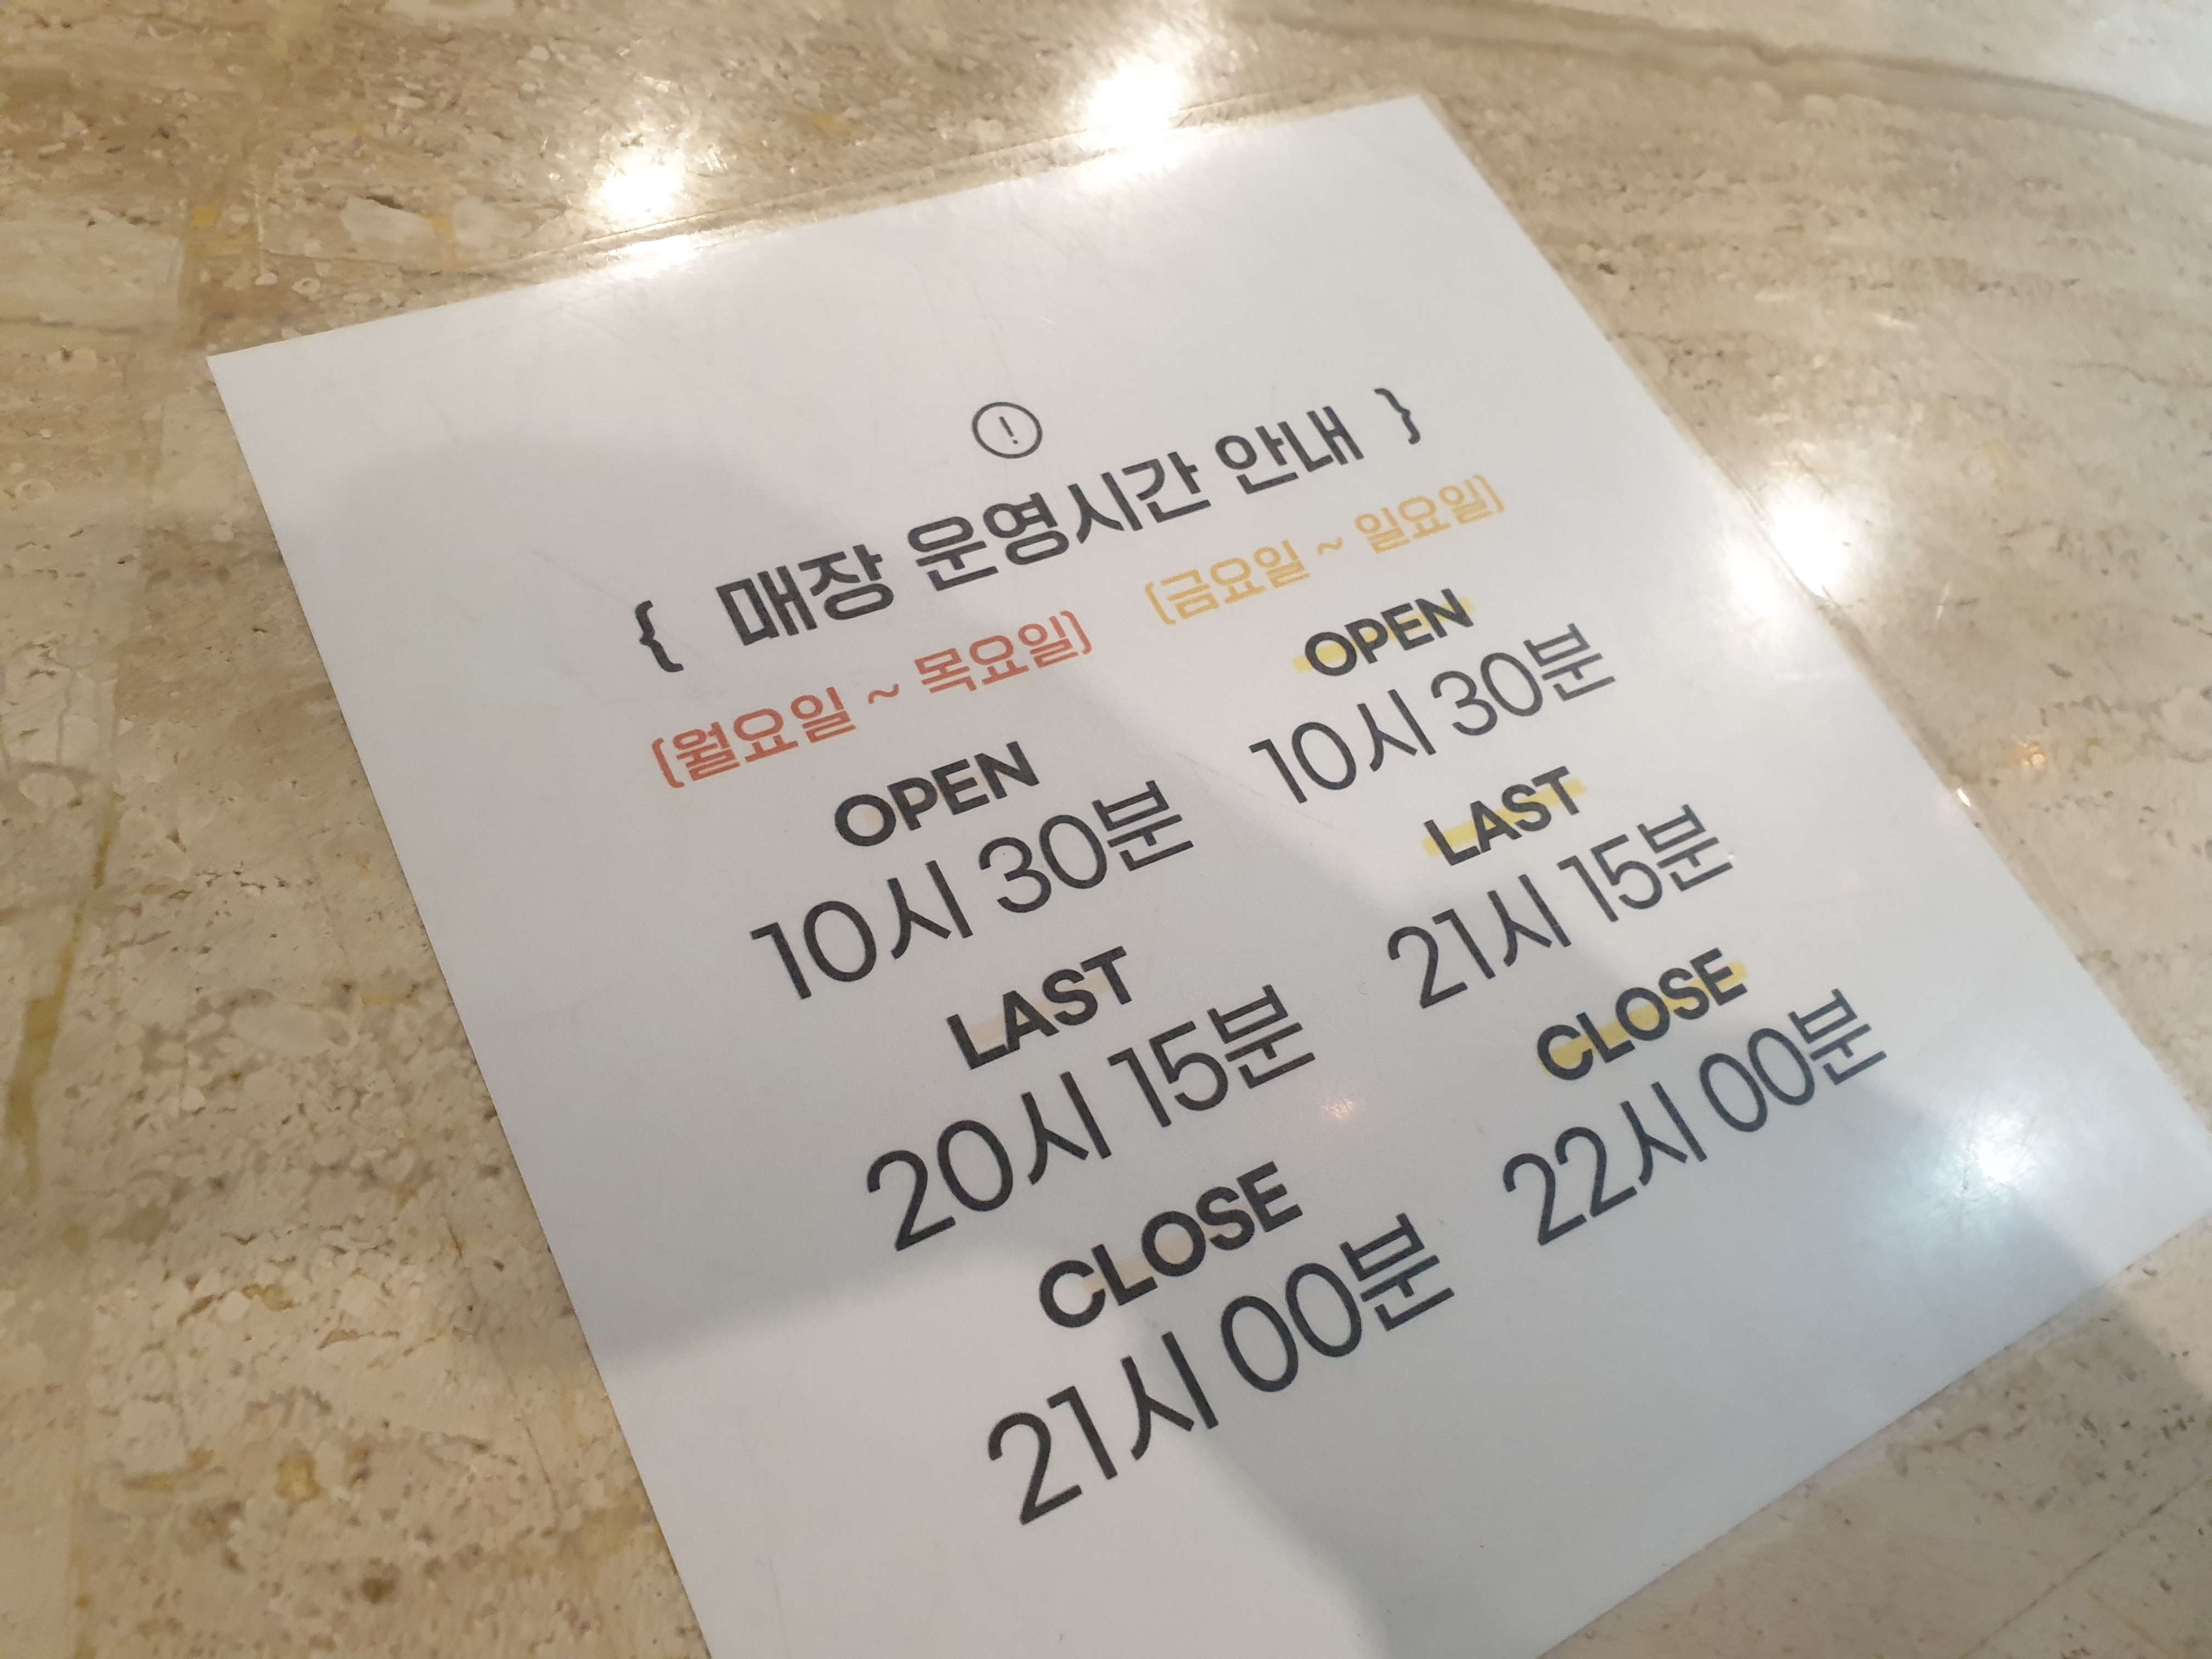 !
{ 매장 운영시간 안내 }
(월요일 ~ 목요일)
OPEN
10시 30분
LAST
20시 15분
CLOSE
21시 00분
(금요일 ~ 일요일)
OPEN
10시 30분
LAST
21시 15분
CLOSE
22시 00분